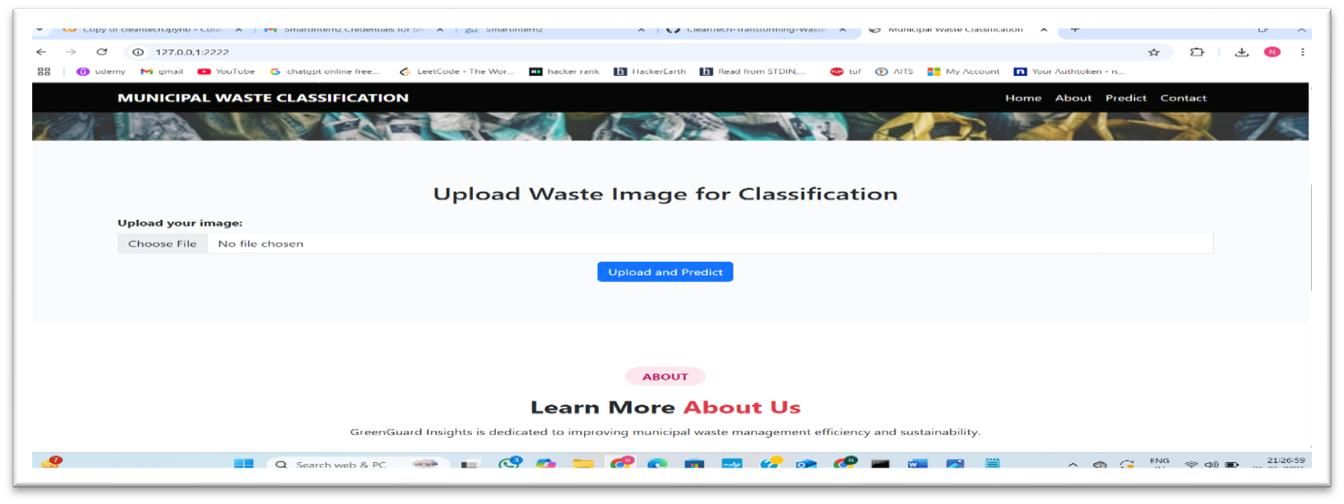 Copy of cleantech.ipynb - Cola
SmartInternz
CleanTech-Transforming-Waste-
Municipal Waste Classification
127.0.0.1:2222
N
udemy
gmail
YouTube
chatgpt online free...
LeetCode - The Wor...
hacker rank
HackerEarth
Read from STDIN,...
tuf
AITS
My Account
Your Authtoken - n...
MUNICIPAL WASTE CLASSIFICATION
Home About Predict Contact
Upload Waste Image for Classification
Upload your image:
Choose File No file chosen
Upload and Predict
ABOUT
Learn More About Us
GreenGuard Insights is dedicated to improving municipal waste management efficiency and sustainability.
Search web & PC
ENG
21:26:59